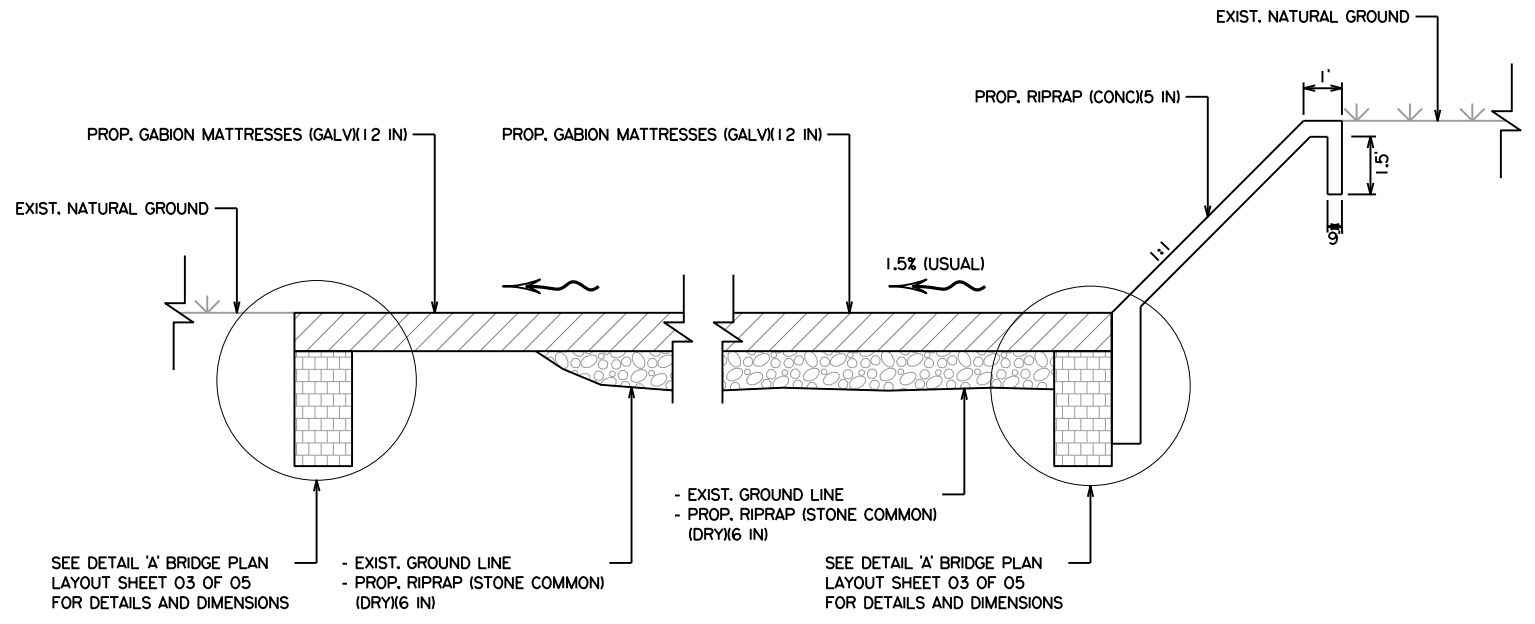 EXIST. NATURAL GROUND
1'
PROP. RIPRAP (CONC)(5 IN)
PROP. GABION MATTRESSES (GALV)(12 IN)
PROP. GABION MATTRESSES (GALV)(12 IN)
1.5'
EXIST. NATURAL GROUND
9"
1:1
1.5% (USUAL)
- EXIST. GROUND LINE
- PROP. RIPRAP (STONE COMMON)
(DRY)(6 IN)
SEE DETAIL 'A' BRIDGE PLAN
LAYOUT SHEET 03 OF 05
FOR DETAILS AND DIMENSIONS
- EXIST. GROUND LINE
- PROP. RIPRAP (STONE COMMON)
(DRY)(6 IN)
SEE DETAIL 'A' BRIDGE PLAN
LAYOUT SHEET 03 OF 05
FOR DETAILS AND DIMENSIONS